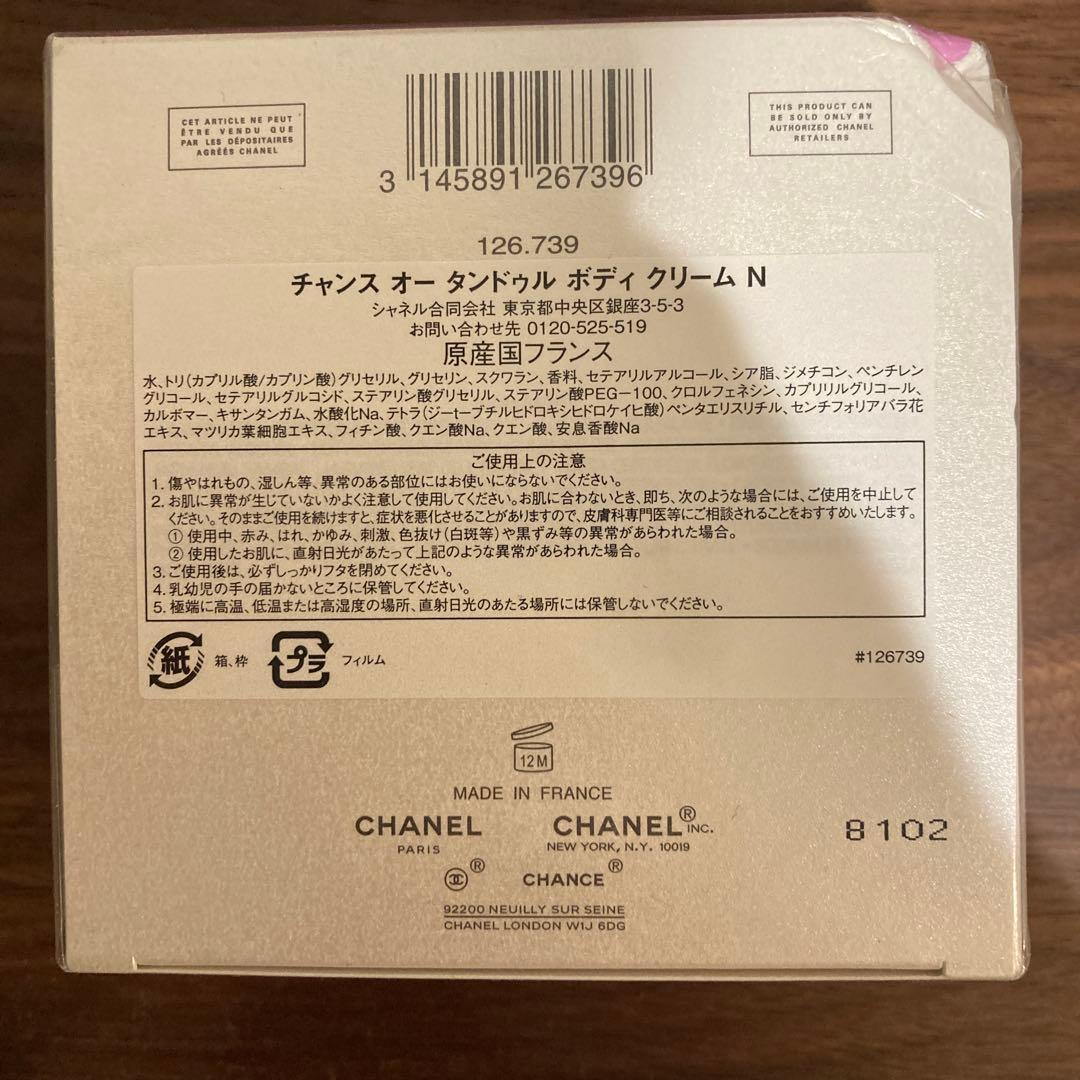 CET ARTICLE NE PEUT
ÊTRE VENDU QUE
PAR LES DÉPOSITAIRES
AGRÉÉS CHANEL
THIS PRODUCT CAN
BE SOLD ONLY BY
AUTHORIZED CHANEL
RETAILERS
3 145891 267396
126.739
チャンス オー タンドゥル ボディ クリーム N
シャネル合同会社 東京都中央区銀座3-5-3
お問い合わせ先 0120-525-519
原産国フランス
水、トリ(カプリル酸/カプリン酸)グリセリル、グリセリン、スクワラン、香料、セテアリルアルコール、シア脂、ジメチコン、ペンチレン
グリコール、セテアリルグルコシド、ステアリン酸グリセリル、ステアリン酸PEG-100、クロルフェネシン、カプリリルグリコール、
カルボマー、キサンタンガム、水酸化Na、テトラ(ジ-t-ブチルヒドロキシヒドロケイヒ酸)ペンタエリスリチル、センチフォリアバラ花
エキス、マツリカ葉細胞エキス、フィチン酸、クエン酸Na、クエン酸、安息香酸Na
ご使用上の注意
1. 傷やはれもの、湿しん等、異常のある部位にはお使いにならないでください。
2. お肌に異常が生じていないかよく注意して使用してください。お肌に合わないとき、即ち、次のような場合には、ご使用を中止して
ください。そのままご使用を続けますと、症状を悪化させることがありますので、皮膚科専門医等にご相談されることをおすすめいたします。
① 使用中、赤み、はれ、かゆみ、刺激、色抜け(白斑等)や黒ずみ等の異常があらわれた場合。
② 使用したお肌に、直射日光があたって上記のような異常があらわれた場合。
3. ご使用後は、必ずしっかりフタを閉めてください。
4. 乳幼児の手の届かないところに保管してください。
5. 極端に高温、低温または高湿度の場所、直射日光のあたる場所には保管しないでください。
紙 箱、枠 プラ フィルム #126739
12M
MADE IN FRANCE
CHANEL CHANEL® INC.
PARIS NEW YORK, N.Y. 10019
8102
® CHANCE®
92200 NEUILLY SUR SEINE
CHANEL LONDON W1J 6DG